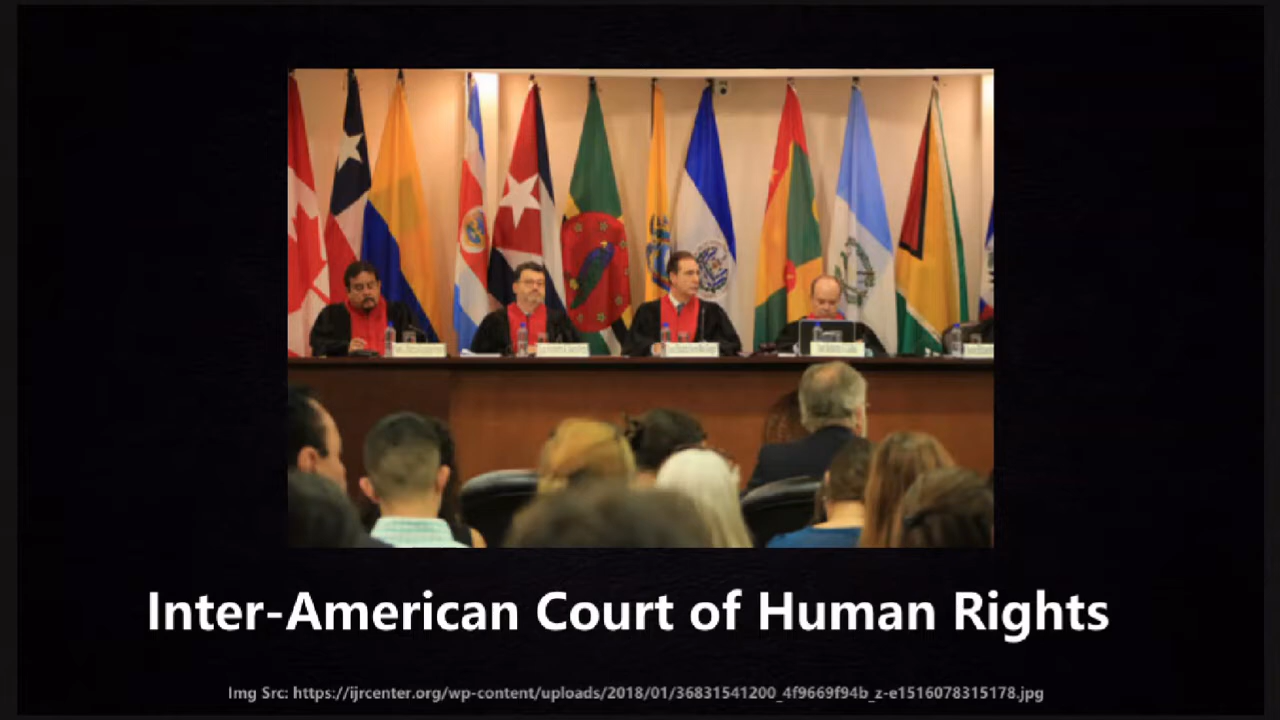 Inter-American Court of Human Rights
Img Src: https://ijrcenter.org/wp-content/uploads/2018/01/36831541200_4f9669f94b_z-e1516078315178.jpg